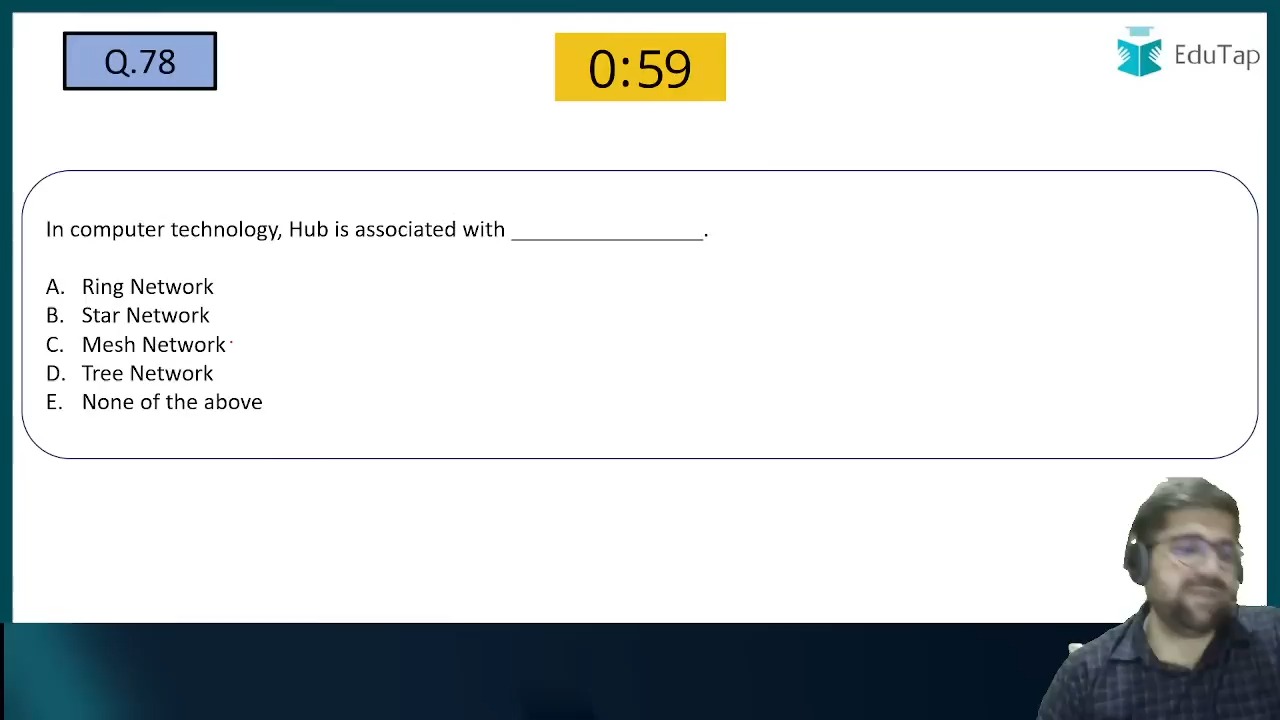 Q.78
0:59
EduTap
In computer technology, Hub is associated with _________________.
A. Ring Network
B. Star Network
C. Mesh Network
D. Tree Network
E. None of the above